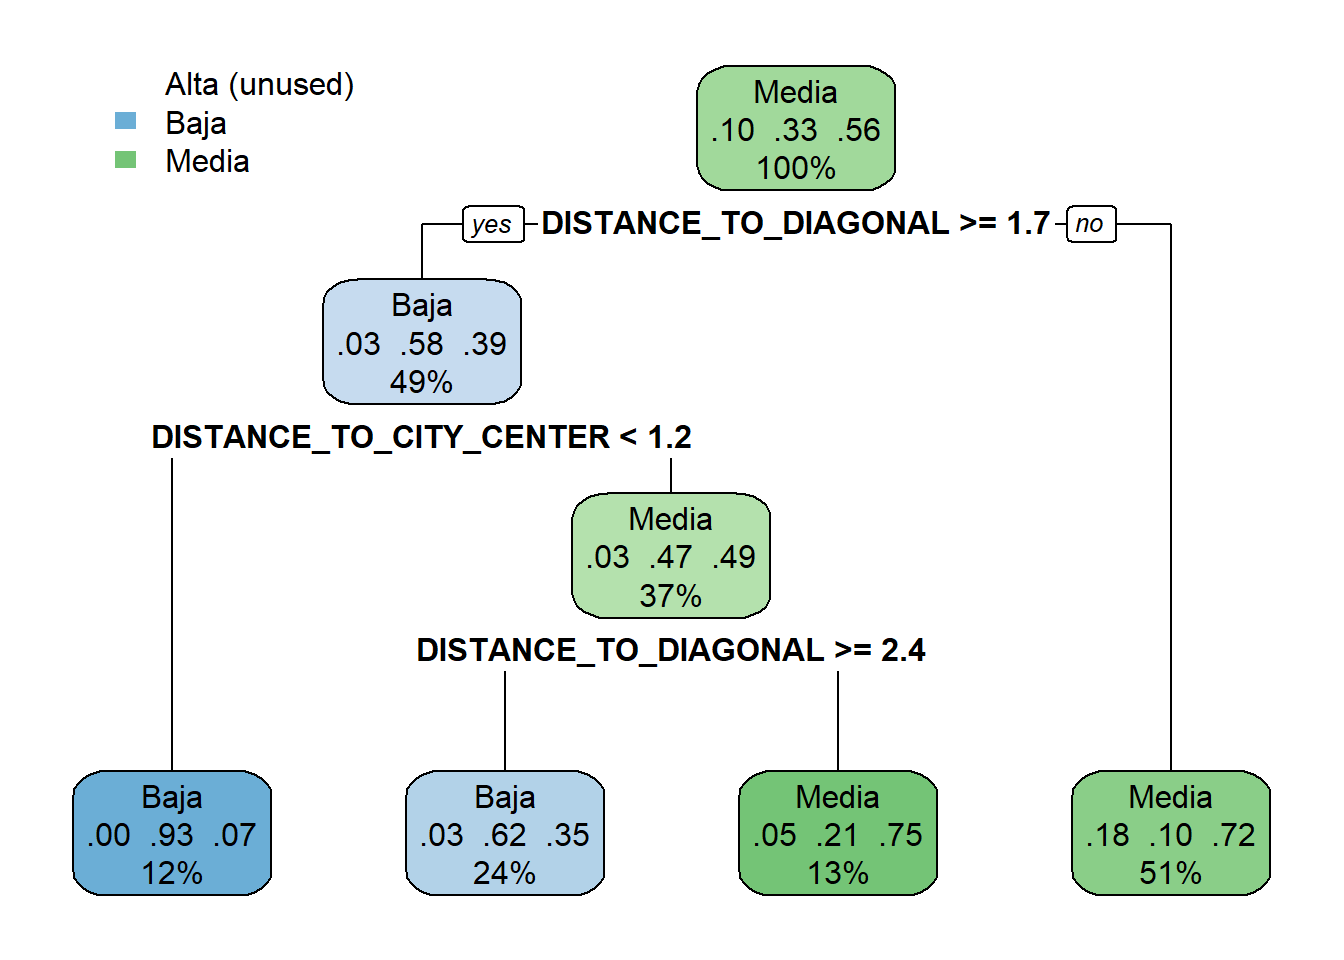 Alta (unused)
Baja
Media
Media
.10 .33 .56
100%
yes DISTANCE_TO_DIAGONAL >= 1.7 no
Baja
.03 .58 .39
49%
DISTANCE_TO_CITY_CENTER < 1.2
Media
.03 .47 .49
37%
DISTANCE_TO_DIAGONAL >= 2.4
Baja
.00 .93 .07
12%
Baja
.03 .62 .35
24%
Media
.05 .21 .75
13%
Media
.18 .10 .72
51%